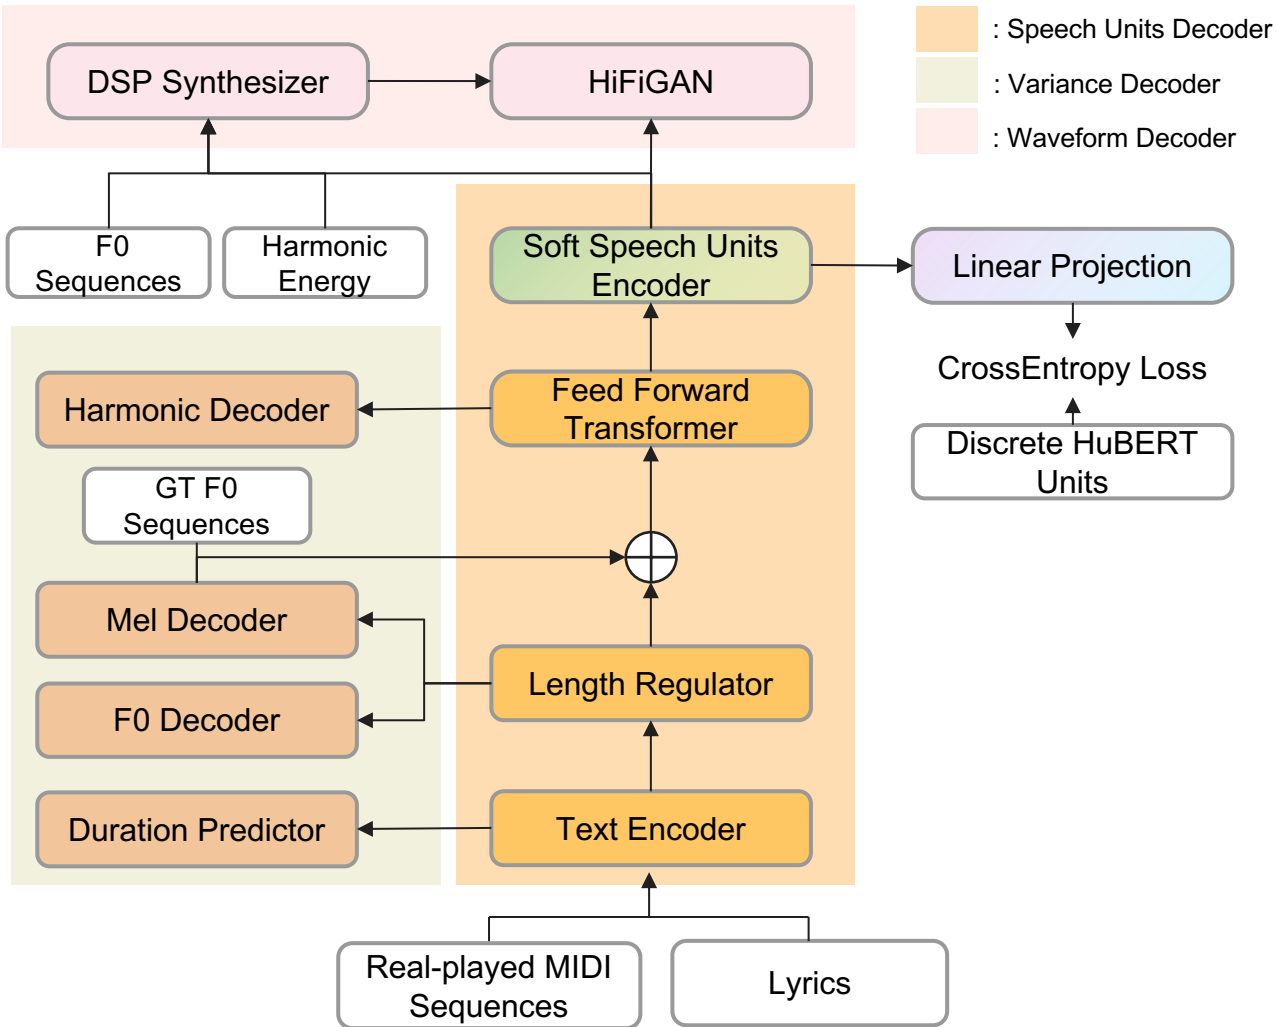 DSP Synthesizer
HiFiGAN
: Speech Units Decoder
: Variance Decoder
: Waveform Decoder
F0
Sequences
Harmonic
Energy
Soft Speech Units
Encoder
Linear Projection
CrossEntropy Loss
Discrete HuBERT
Units
Harmonic Decoder
Feed Forward
Transformer
GT F0
Sequences
Mel Decoder
Length Regulator
F0 Decoder
Duration Predictor
Text Encoder
Real-played MIDI
Sequences
Lyrics